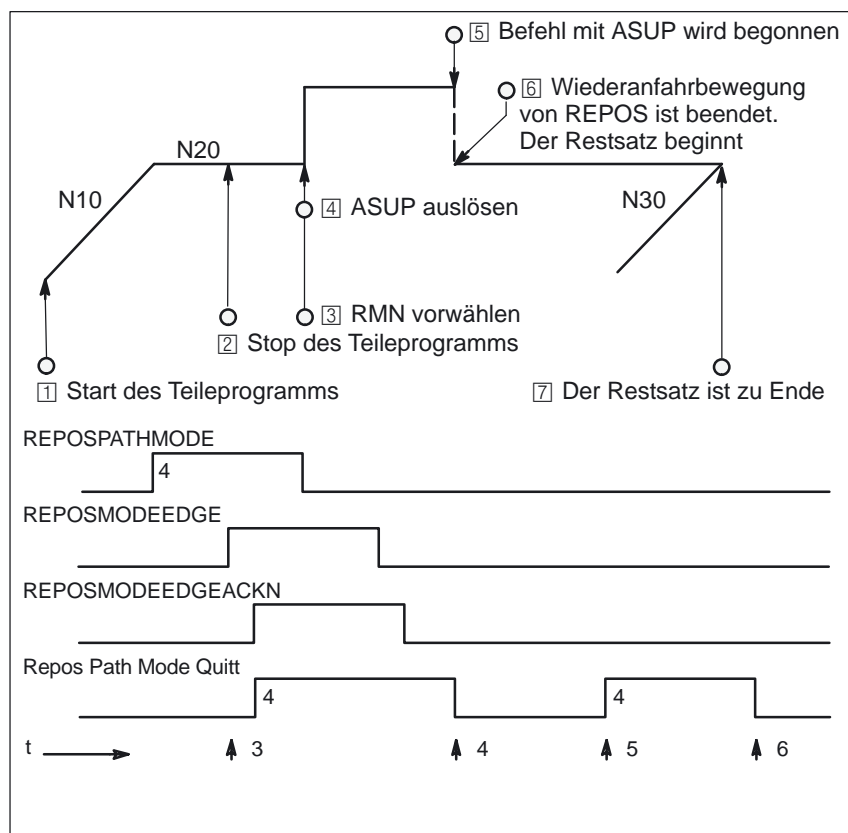 5 Befehl mit ASUP wird begonnen
6 Wiederanfahrbewegung
von REPOS ist beendet.
Der Restsatz beginnt
N20
N10
N30
4 ASUP auslösen
3 RMN vorwählen
2 Stop des Teileprogramms
1 Start des Teileprogramms
7 Der Restsatz ist zu Ende
REPOSPATHMODE
4
REPOSMODEEDGE
REPOSMODEEDGEACKN
Repos Path Mode Quitt
4 4
t 3 4 5 6